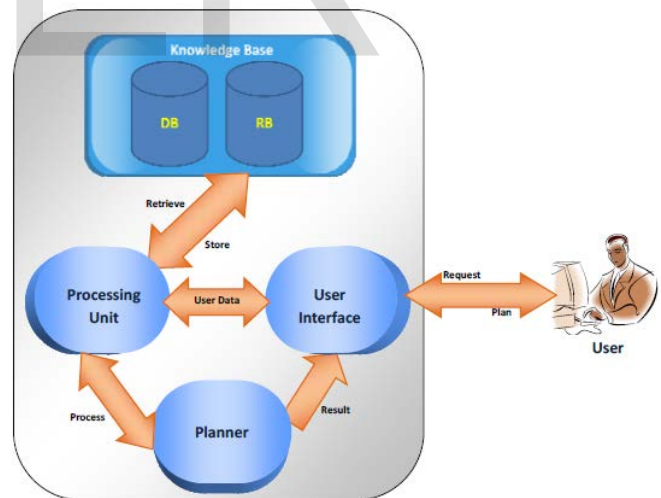 Knowledge Base
DB
RB
Retrieve
Store
Processing
Unit
User Data
User
Interface
Request
Plan
User
Process
Result
Planner